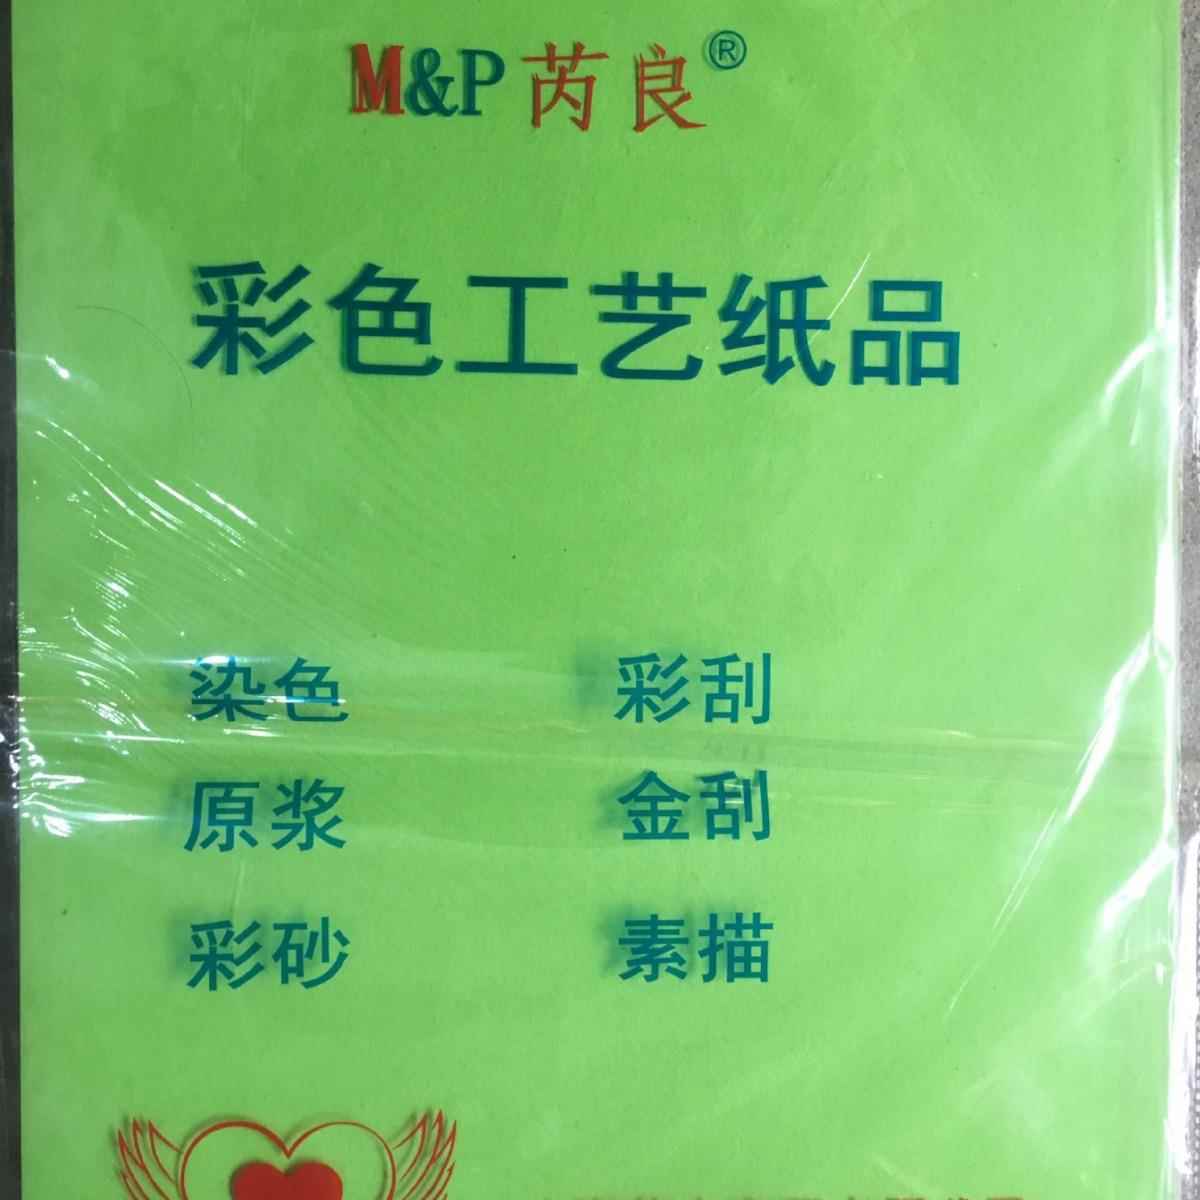 M&P 芮良®
彩色工艺纸品
染色 彩刮
原浆 金刮
彩砂 素描